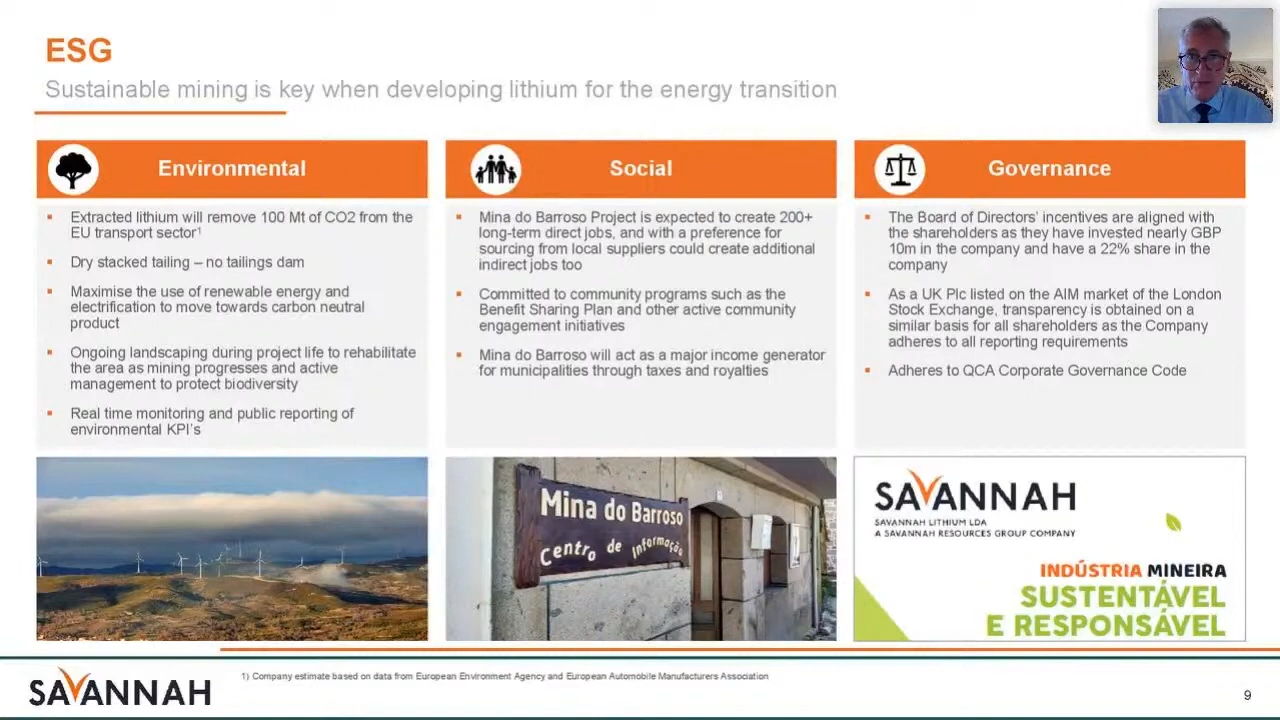 ESG
Sustainable mining is key when developing lithium for the energy transition
Environmental
Extracted lithium will remove 100 Mt of CO2 from the
EU transport sector¹
Dry stacked tailing – no tailings dam
Maximise the use of renewable energy and
electrification to move towards carbon neutral
product
Ongoing landscaping during project life to rehabilitate
the area as mining progresses and active
management to protect biodiversity
Real time monitoring and public reporting of
environmental KPI's
Social
Mina do Barroso Project is expected to create 200+
long-term direct jobs, and with a preference for
sourcing from local suppliers could create additional
indirect jobs too
Committed to community programs such as the
Benefit Sharing Plan and other active community
engagement initiatives
Mina do Barroso will act as a major income generator
for municipalities through taxes and royalties
Governance
The Board of Directors' incentives are aligned with
the shareholders as they have invested nearly GBP
10m in the company and have a 22% share in the
company
As a UK Plc listed on the AIM market of the London
Stock Exchange, transparency is obtained on a
similar basis for all shareholders as the Company
adheres to all reporting requirements
Adheres to QCA Corporate Governance Code
Mina do Barroso
Centro de Informação
SAVANNAH
SAVANNAH LITHIUM LDA
A SAVANNAH RESOURCES GROUP COMPANY
INDÚSTRIA MINEIRA
SUSTENTÁVEL
E RESPONSÁVEL
SAVANNAH
1) Company estimate based on data from European Environment Agency and European Automobile Manufacturers Association
9